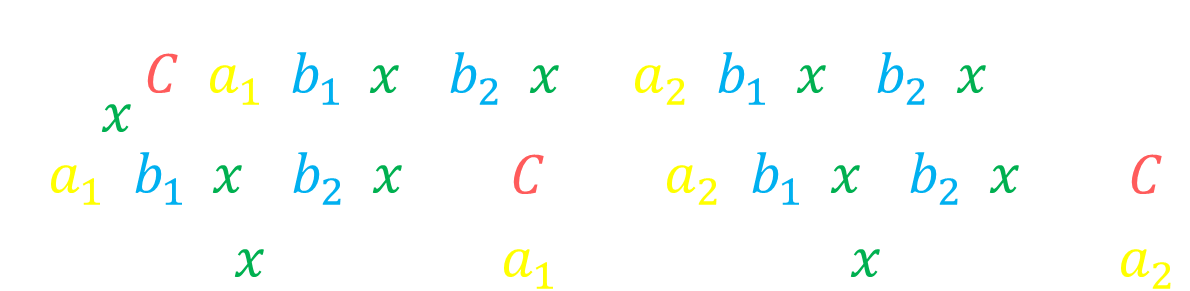 C a₁ b₁ x b₂ x a₂ b₁ x b₂ x
x
a₁ b₁ x b₂ x C a₂ b₁ x b₂ x C
x a₁ x a₂